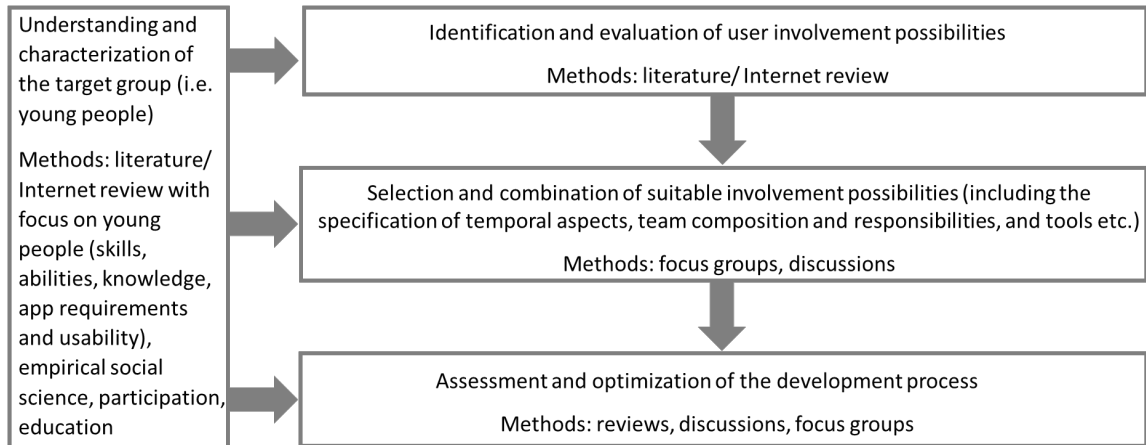 Understanding and
characterization of
the target group (i.e.
young people)
Methods: literature/
Internet review with
focus on young
people (skills,
abilities, knowledge,
app requirements
and usability),
empirical social
science, participation,
education
Identification and evaluation of user involvement possibilities
Methods: literature/ Internet review
Selection and combination of suitable involvement possibilities (including the
specification of temporal aspects, team composition and responsibilities, and tools etc.)
Methods: focus groups, discussions
Assessment and optimization of the development process
Methods: reviews, discussions, focus groups